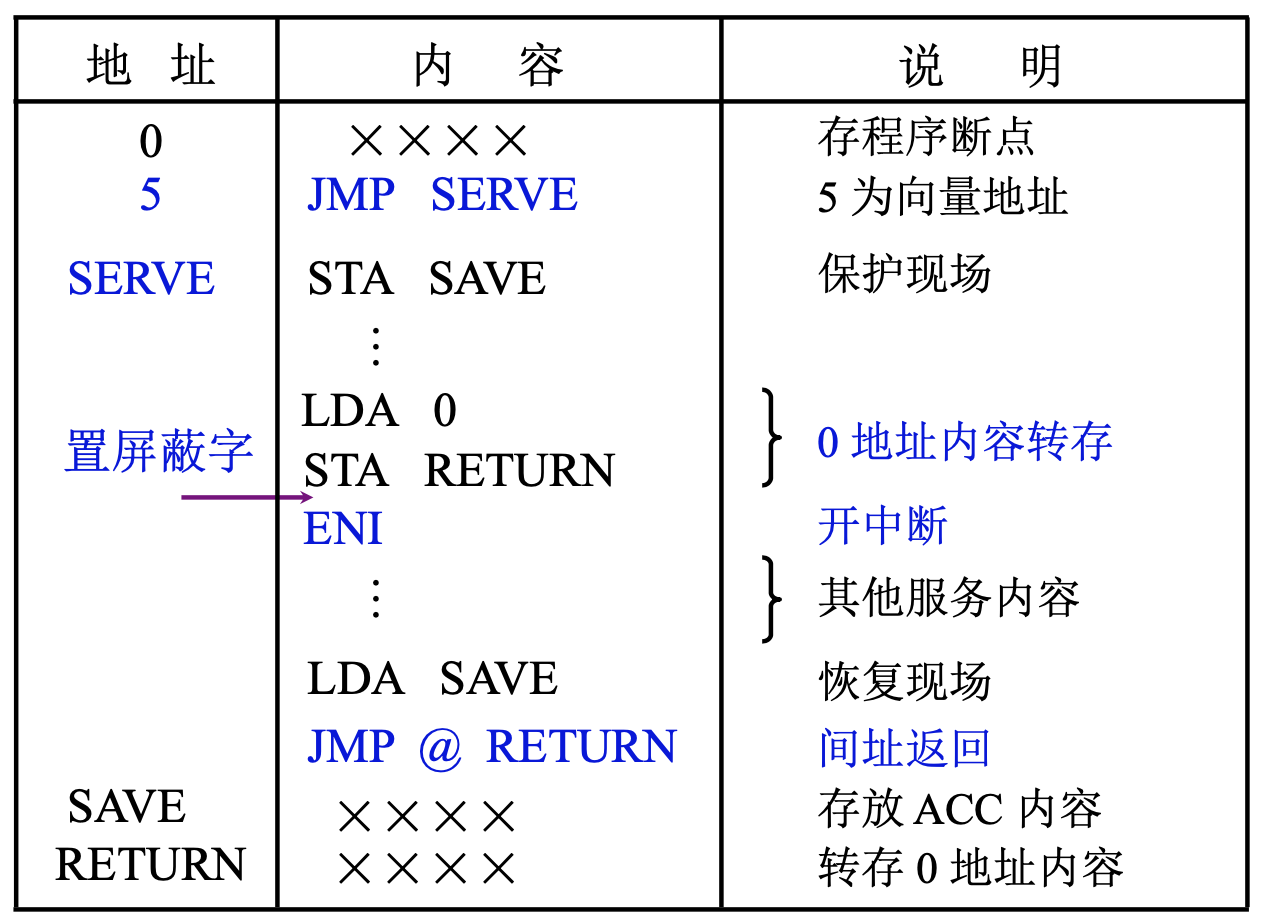 地 址 内 容 说 明
0 ×××× 存程序断点
5 JMP SERVE 5 为向量地址
SERVE STA SAVE 保护现场
⋮
LDA 0
置屏蔽字 0 地址内容转存
STA RETURN
ENI 开中断
⋮ 其他服务内容
LDA SAVE 恢复现场
JMP @ RETURN 间址返回
SAVE ×××× 存放 ACC 内容
RETURN ×××× 转存 0 地址内容